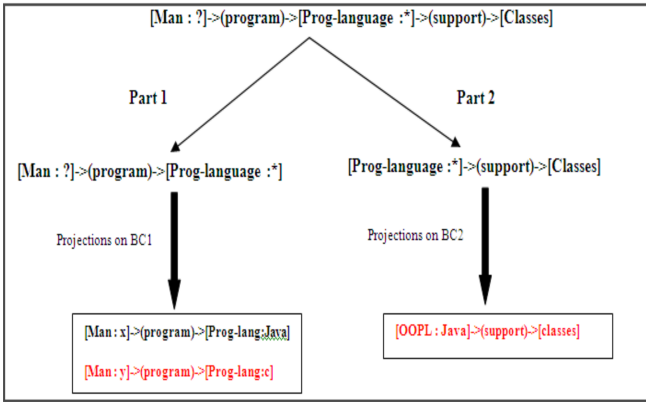 [Man : ?]->(program)->[Prog-language :*]->(support)->[Classes]
Part 1
Part 2
[Man : ?]->(program)->[Prog-language :*]
[Prog-language :*]->(support)->[Classes]
Projections on BC1
Projections on BC2
[Man : x]->(program)->[Prog-lang:Java]
[Man : y]->(program)->[Prog-lang:c]
[OOPL : Java]->(support)->[classes]